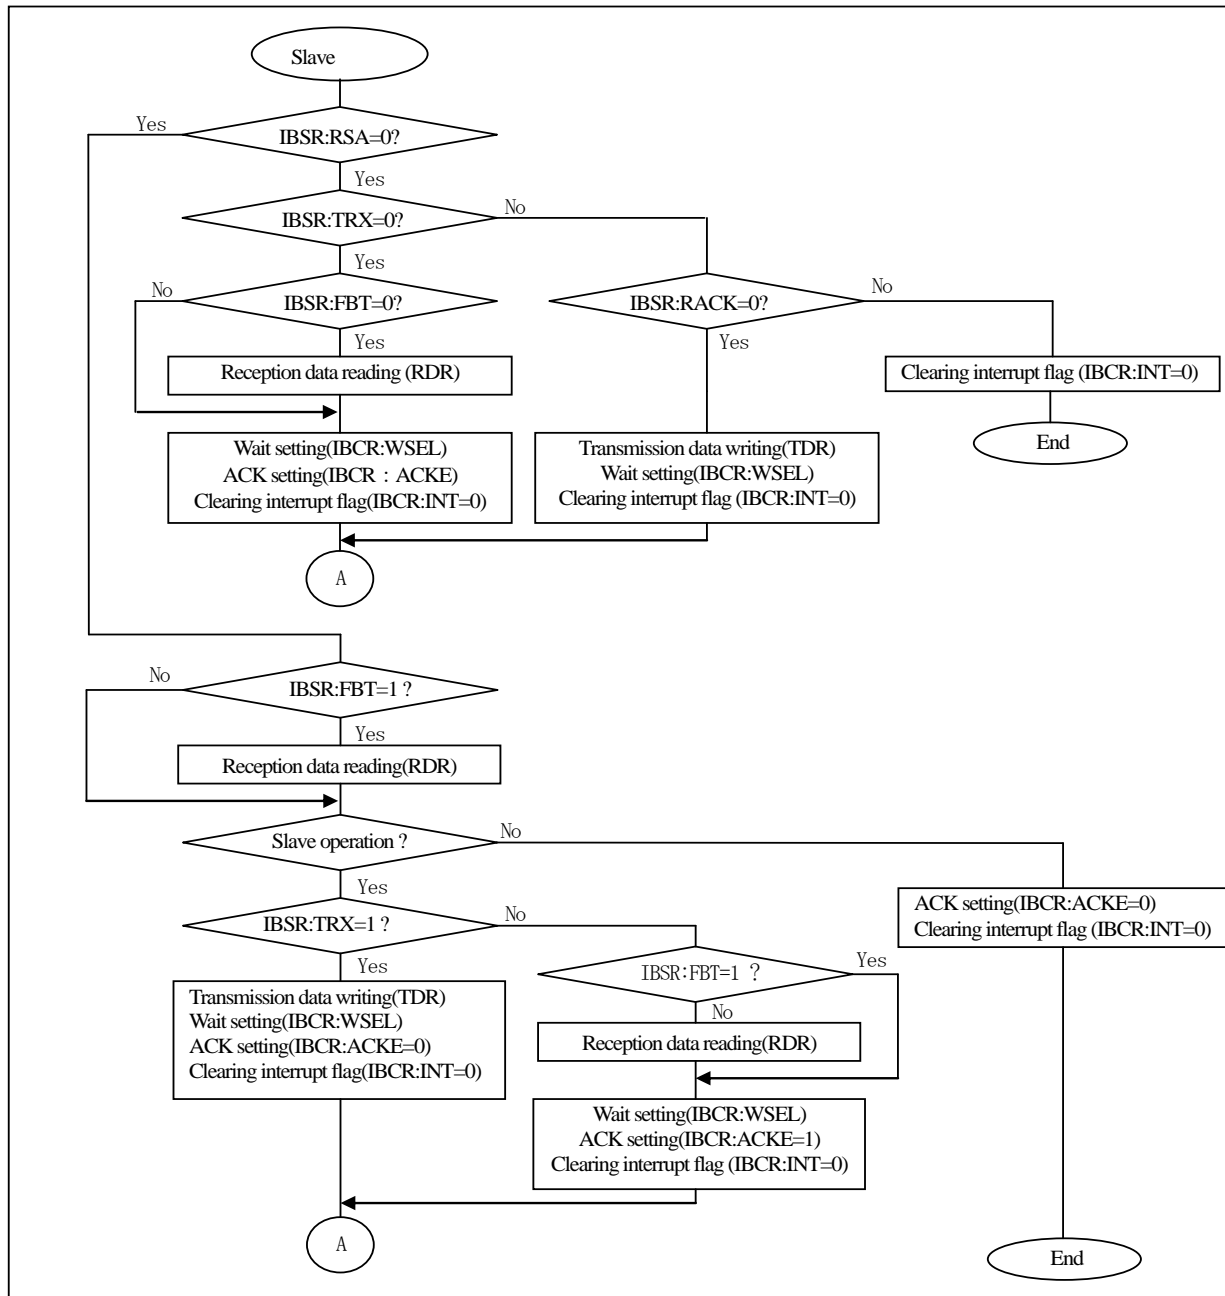 Slave
Yes
IBSR:RSA=0?
Yes
IBSR:TRX=0?
No
Yes
No
IBSR:FBT=0?
IBSR:RACK=0?
No
Yes
Yes
Reception data reading (RDR)
Clearing interrupt flag (IBCR:INT=0)
End
Wait setting(IBCR:WSEL)
ACK setting(IBCR : ACKE)
Clearing interrupt flag(IBCR:INT=0)
Transmission data writing(TDR)
Wait setting(IBCR:WSEL)
Clearing interrupt flag (IBCR:INT=0)
A
No
IBSR:FBT=1 ?
Yes
Reception data reading(RDR)
Slave operation ?
No
Yes
IBSR:TRX=1 ?
No
ACK setting(IBCR:ACKE=0)
Clearing interrupt flag (IBCR:INT=0)
Yes
IBSR:FBT=1 ?
Yes
No
Transmission data writing(TDR)
Wait setting(IBCR:WSEL)
ACK setting(IBCR:ACKE=0)
Clearing interrupt flag(IBCR:INT=0)
Reception data reading(RDR)
Wait setting(IBCR:WSEL)
ACK setting(IBCR:ACKE=1)
Clearing interrupt flag (IBCR:INT=0)
A
End